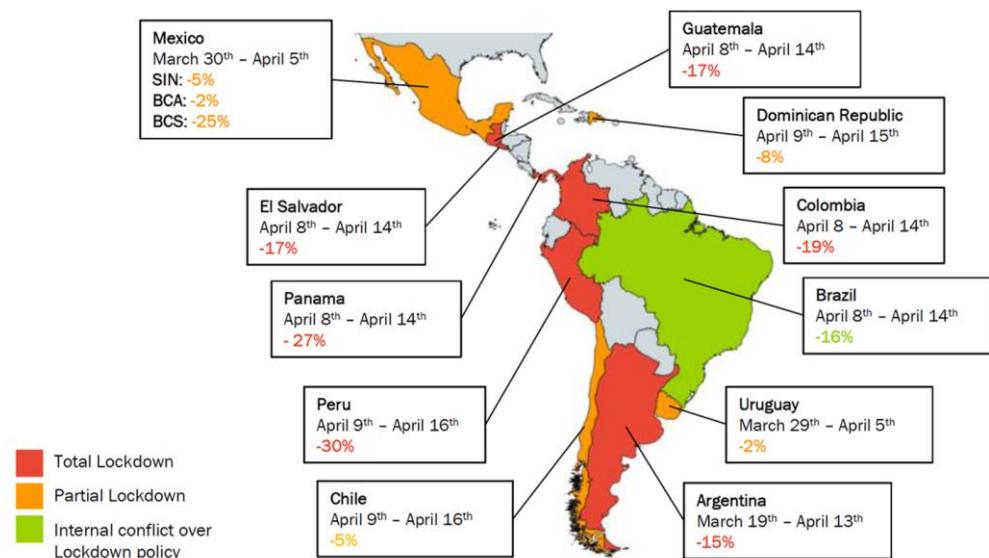 Mexico
March 30th – April 5th
SIN: -5%
BCA: -2%
BCS: -25%
Guatemala
April 8th – April 14th
-17%
Dominican Republic
April 9th – April 15th
-8%
El Salvador
April 8th – April 14th
-17%
Colombia
April 8 – April 14th
-19%
Panama
April 8th – April 14th
- 27%
Brazil
April 8th – April 14th
-16%
Peru
April 9th – April 16th
-30%
Uruguay
March 29th – April 5th
-2%
Chile
April 9th – April 16th
-5%
Argentina
March 19th – April 13th
-15%
Total Lockdown
Partial Lockdown
Internal conflict over
Lockdown policy